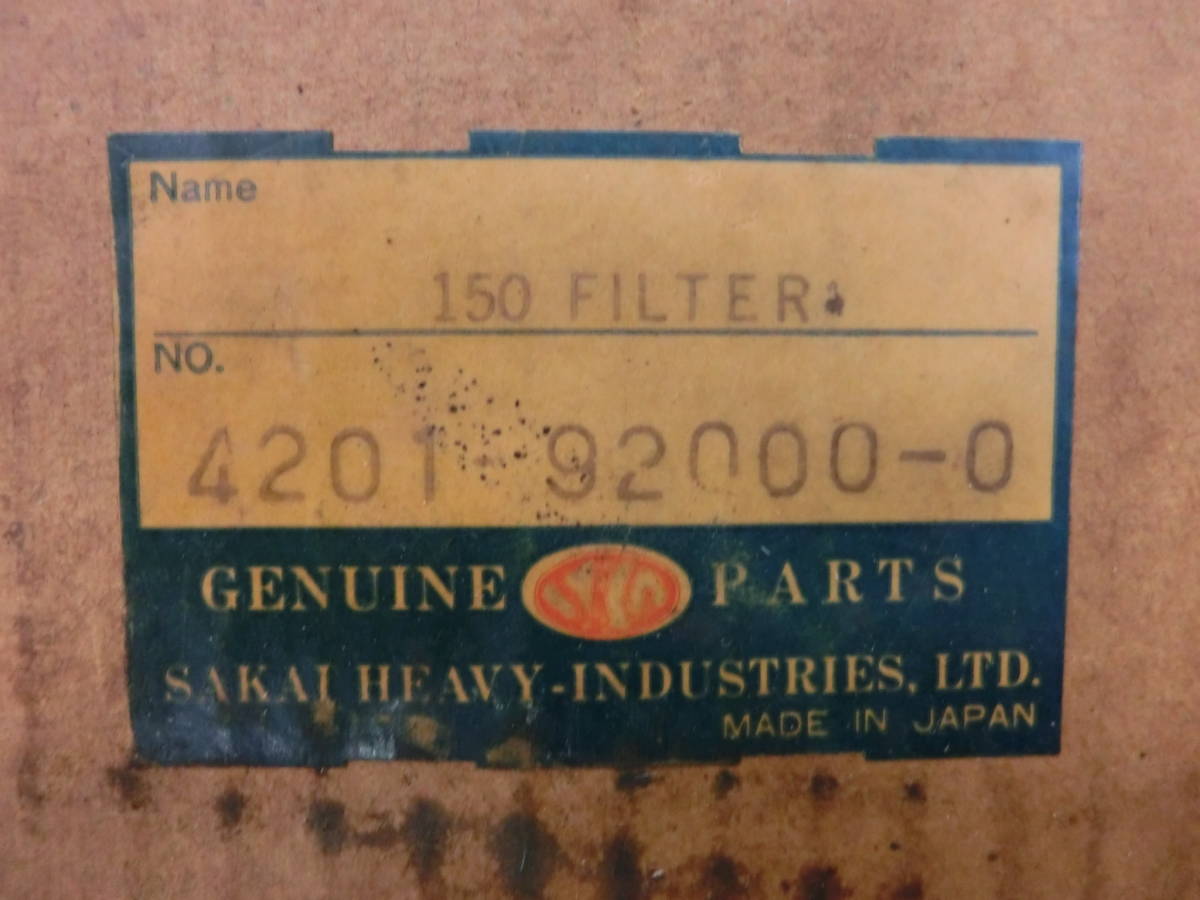 Name
150 FILTER
NO.
4201-92000-0
GENUINE PARTS
SAKAI HEAVY-INDUSTRIES, LTD.
MADE IN JAPAN